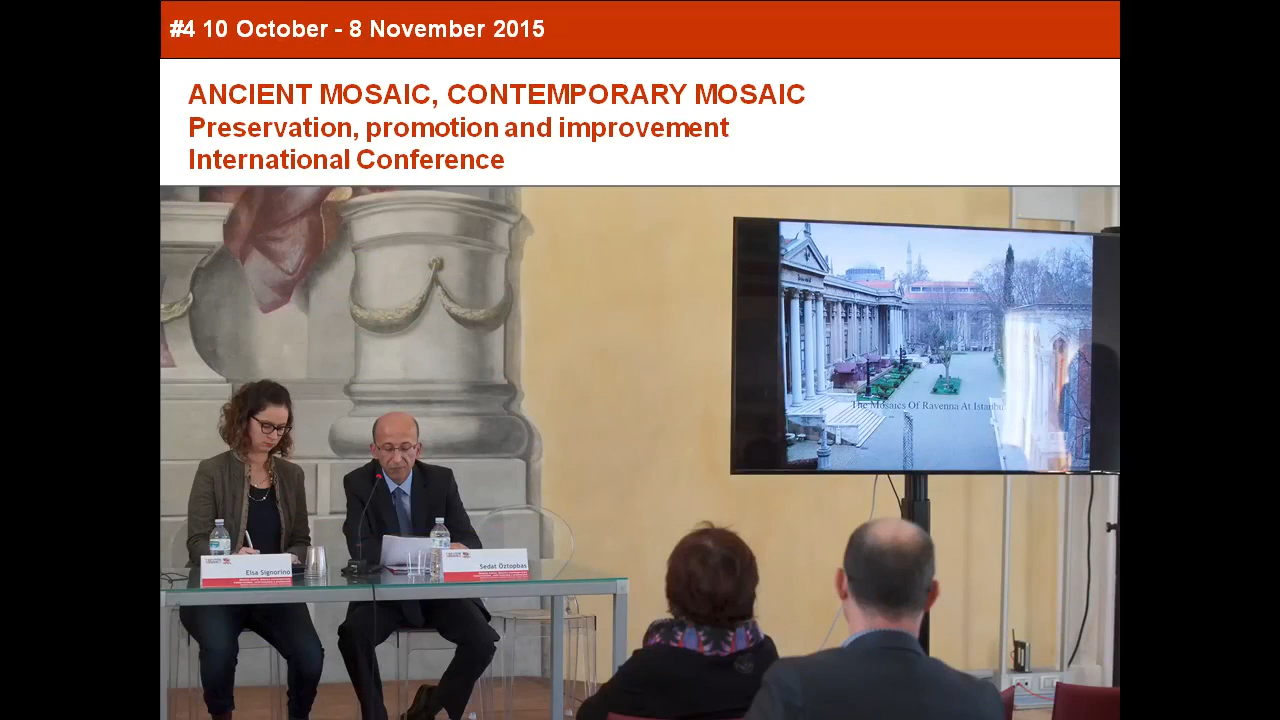 #4 10 October - 8 November 2015
ANCIENT MOSAIC, CONTEMPORARY MOSAIC
Preservation, promotion and improvement
International Conference
The Mosaics Of Ravenna At Istanbu
Elsa Signorino
Sedat Öztopbas